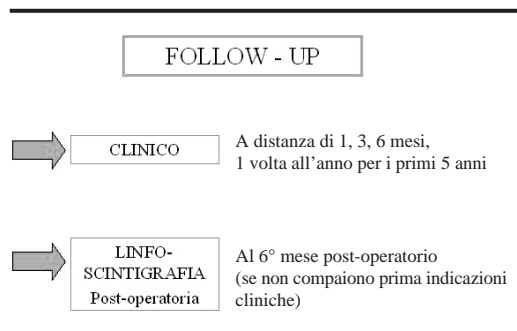 FOLLOW - UP
CLINICO
A distanza di 1, 3, 6 mesi,
1 volta all'anno per i primi 5 anni
LINFO-
SCINTIGRAFIA
Post-operatoria
Al 6° mese post-operatorio
(se non compaiono prima indicazioni
cliniche)